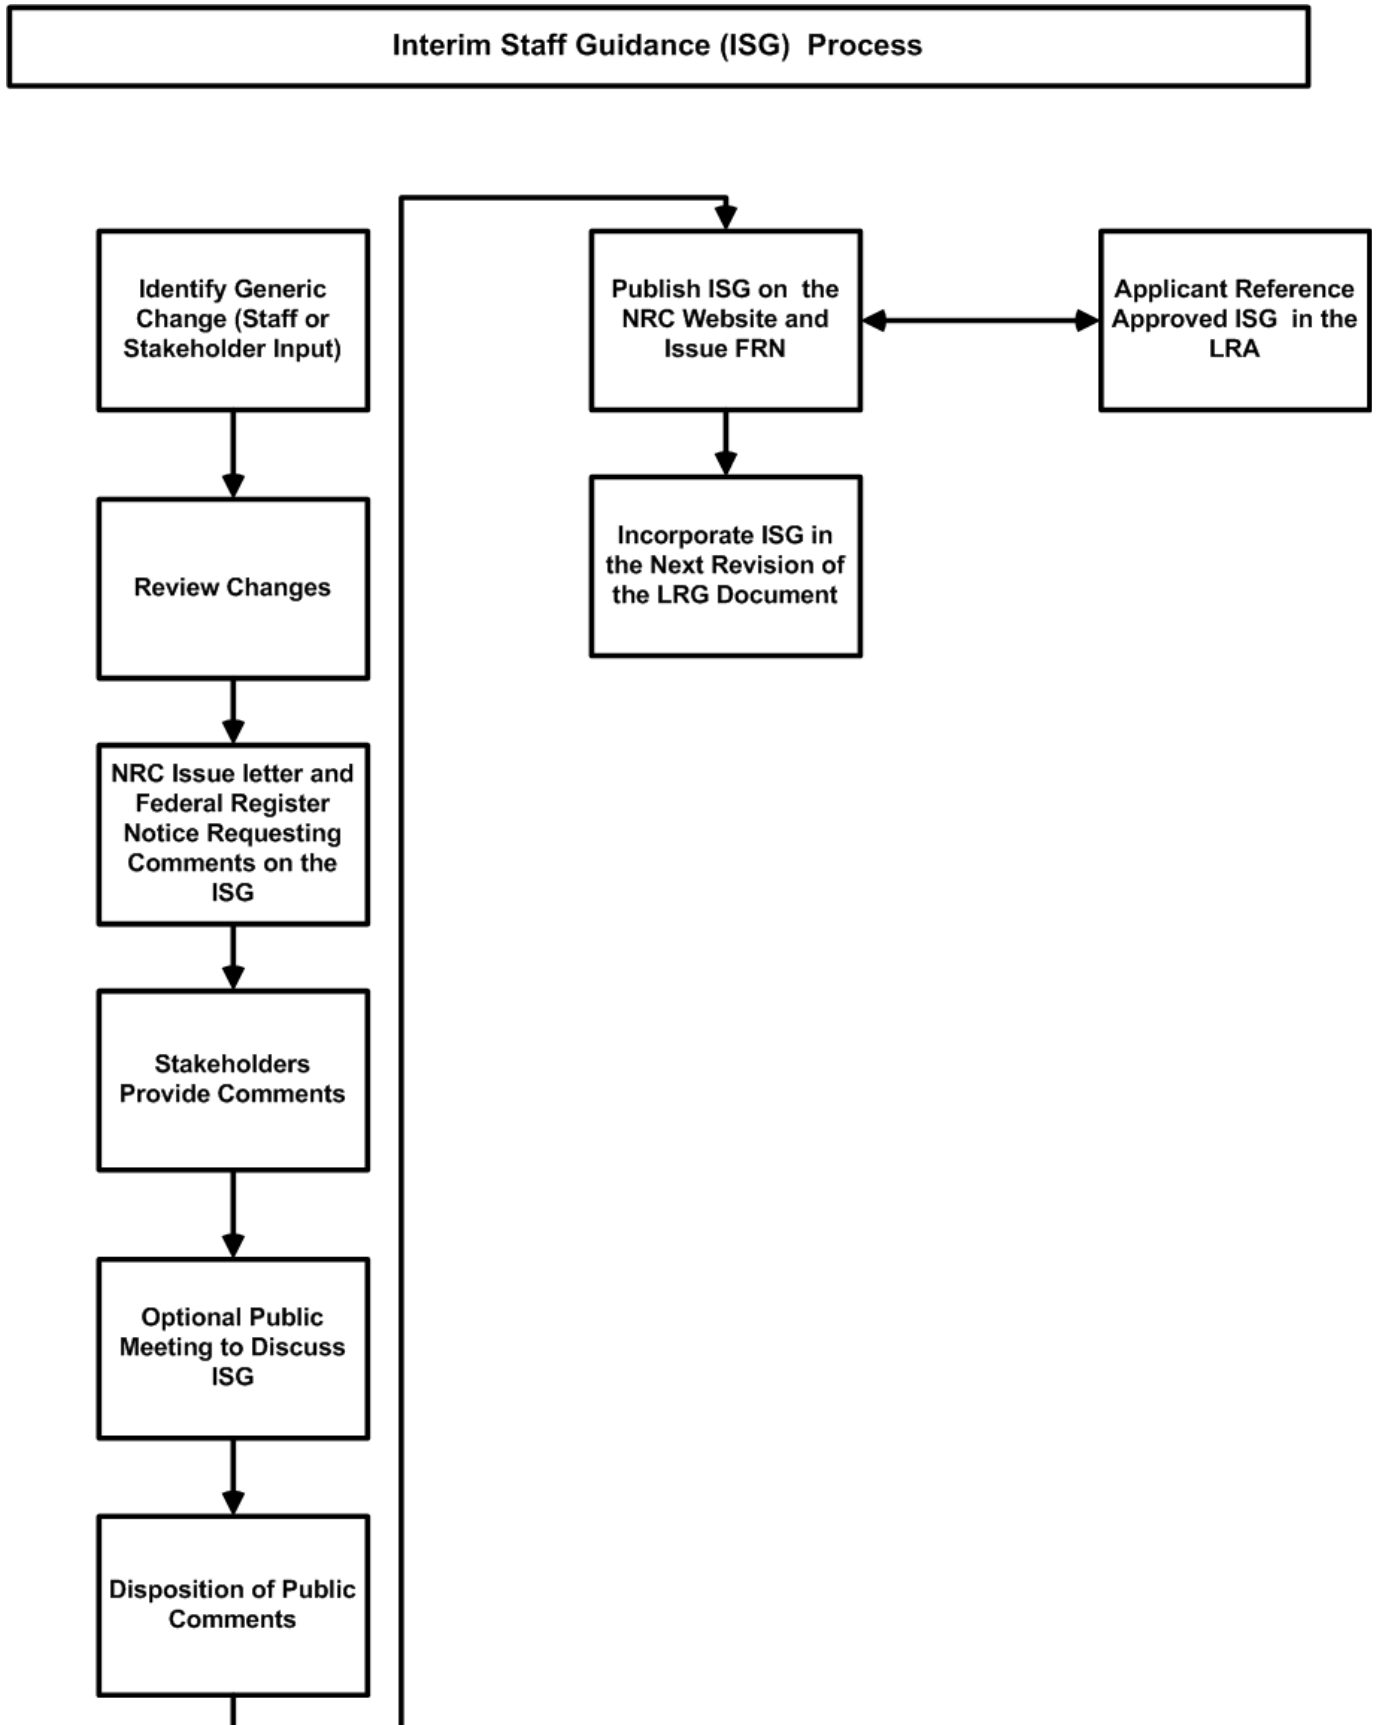 Interim Staff Guidance (ISG) Process
Identify Generic
Change (Staff or
Stakeholder Input)
Review Changes
NRC Issue letter and
Federal Register
Notice Requesting
Comments on the
ISG
Stakeholders
Provide Comments
Optional Public
Meeting to Discuss
ISG
Disposition of Public
Comments
Publish ISG on the
NRC Website and
Issue FRN
Incorporate ISG in
the Next Revision of
the LRG Document
Applicant Reference
Approved ISG in the
LRA